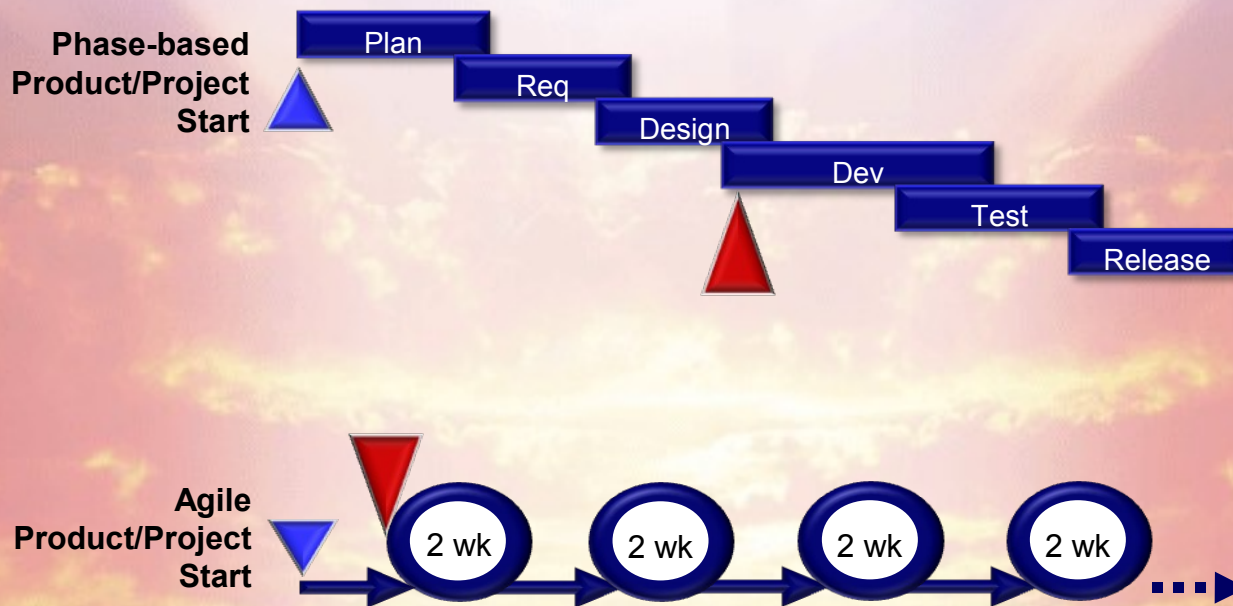 Phase-based
Product/Project
Start
Plan
Req
Design
Dev
Test
Release
Agile
Product/Project
Start
2 wk
2 wk
2 wk
2 wk